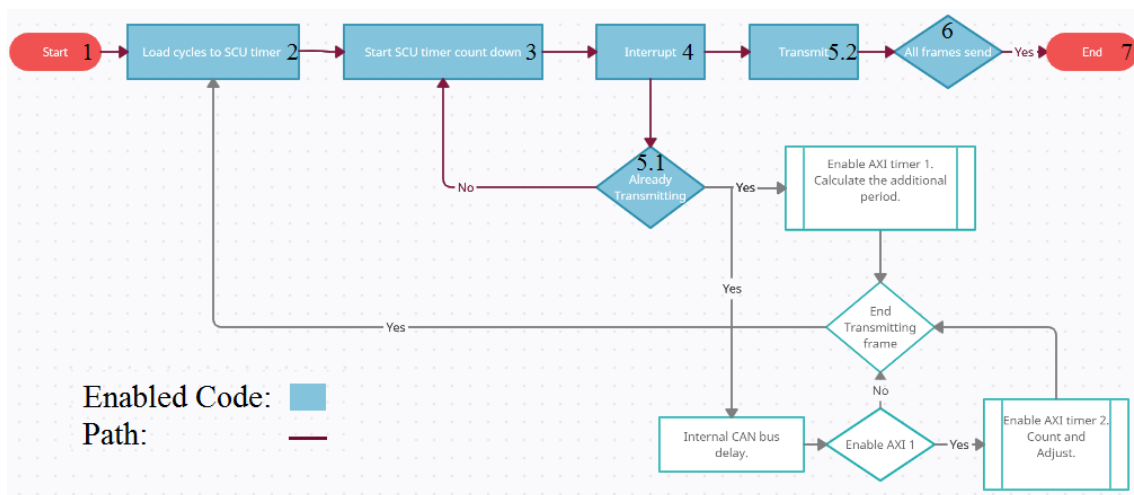 Start 1
Load cycles to SCU timer 2
Start SCU timer count down 3
Interrupt 4
Transmit 5.2
6
All frames send
Yes
End 7
5.1
Already
Transmitting
No
Yes
Enable AXI timer 1.
Calculate the additional
period.
Yes
End
Transmitting
frame
Yes
No
Internal CAN bus
delay.
Enable AXI 1
Yes
Enable AXI timer 2.
Count and
Adjust.
Enabled Code:
Path: